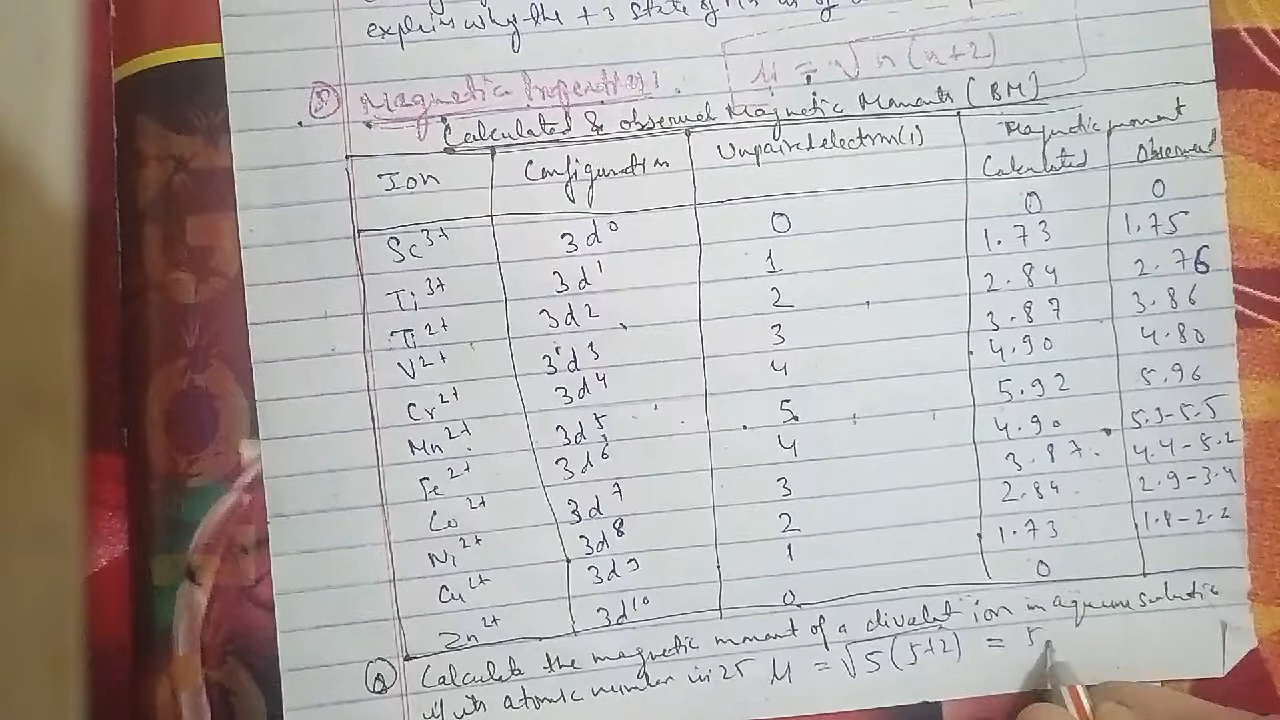 explain why the +3 state of
⑧ Magnetic Properties: μ = √n(n+2)
Calculated & observed Magnetic Moments (BM)
Ion Configuration Unpaired electron(s) Magnetic moment
Calculated Observed
Sc³⁺ 3d⁰ 0 0 0
Ti³⁺ 3d¹ 1 1.73 1.75
Ti²⁺ 3d² 2 2.84 2.76
V²⁺ 3d³ 3 3.87 3.86
Cr²⁺ 3d⁴ 4 4.90 4.80
Mn²⁺ 3d⁵ 5 5.92 5.96
Fe²⁺ 3d⁶ 4 4.90 5.3-5.5
Co²⁺ 3d⁷ 3 3.87 4.4-5.2
Ni²⁺ 3d⁸ 2 2.84 2.9-3.4
Cu²⁺ 3d⁹ 1 1.73 1.8-2.2
Zn²⁺ 3d¹⁰ 0 0
Q Calculate the magnetic moment of a divalent ion in aqueous solution
if its atomic number is 25 μ = √5(5+2) = 5.